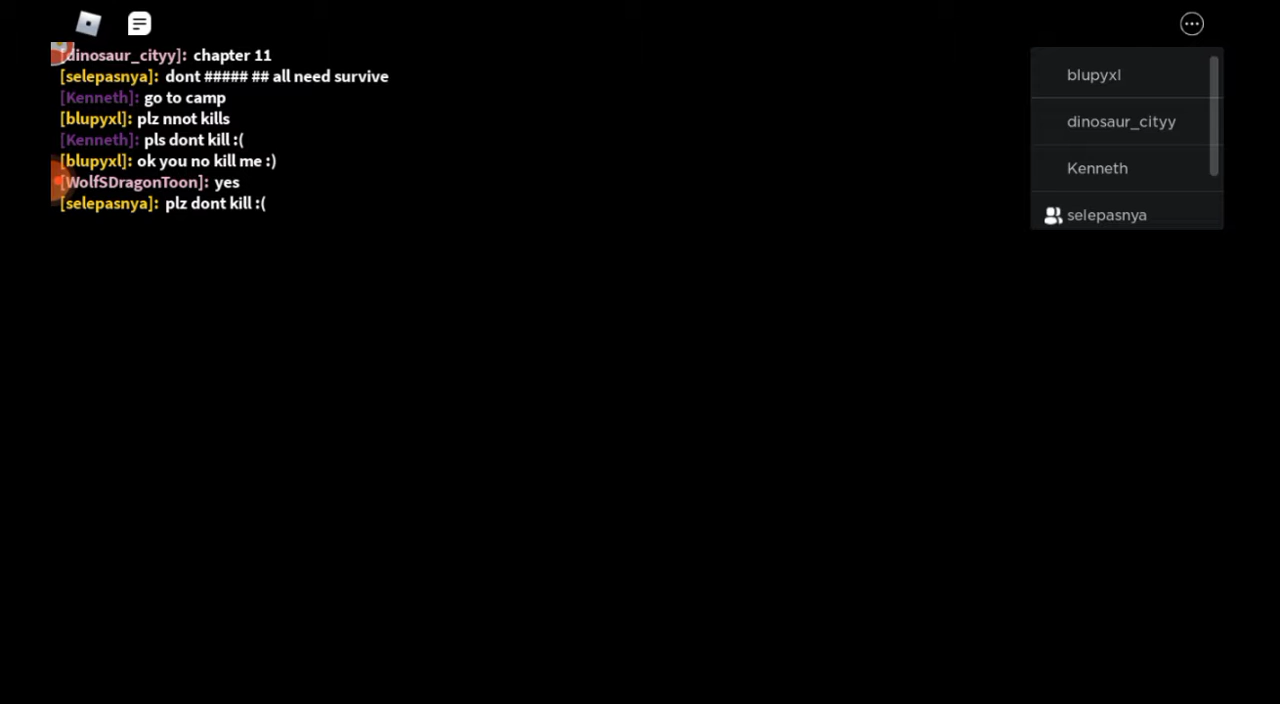 [dinosaur_cityy]: chapter 11
[selepasnya]: dont ##### ## all need survive
[Kenneth]: go to camp
[blupyxl]: plz nnot kills
[Kenneth]: pls dont kill :(
[blupyxl]: ok you no kill me :)
[WolfSDragonToon]: yes
[selepasnya]: plz dont kill :(
blupyxl
dinosaur_cityy
Kenneth
selepasnya